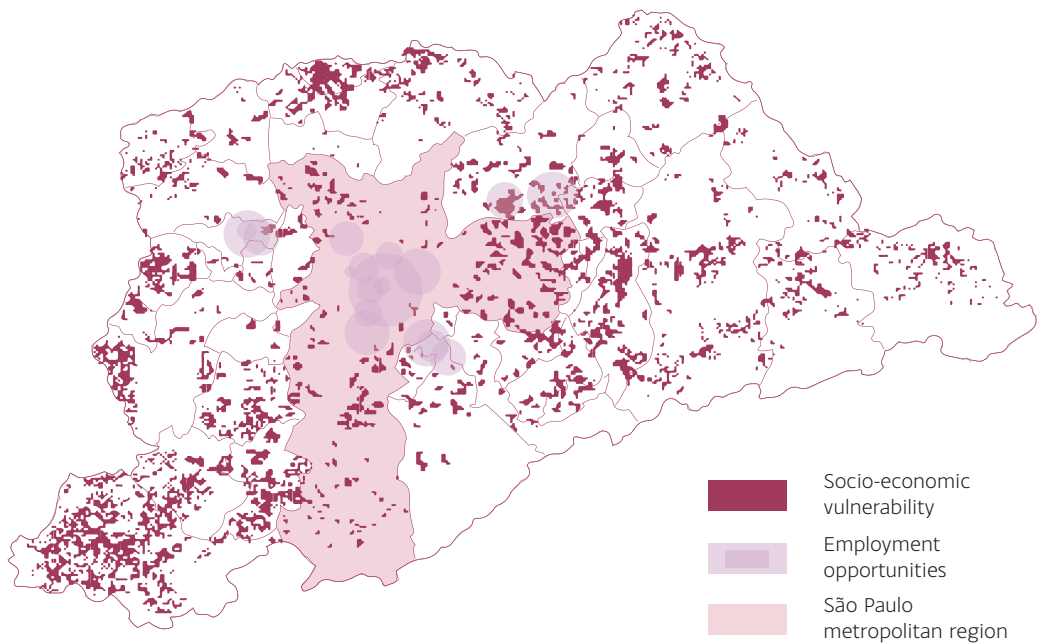 Socio-economic
vulnerability
Employment
opportunities
São Paulo
metropolitan region